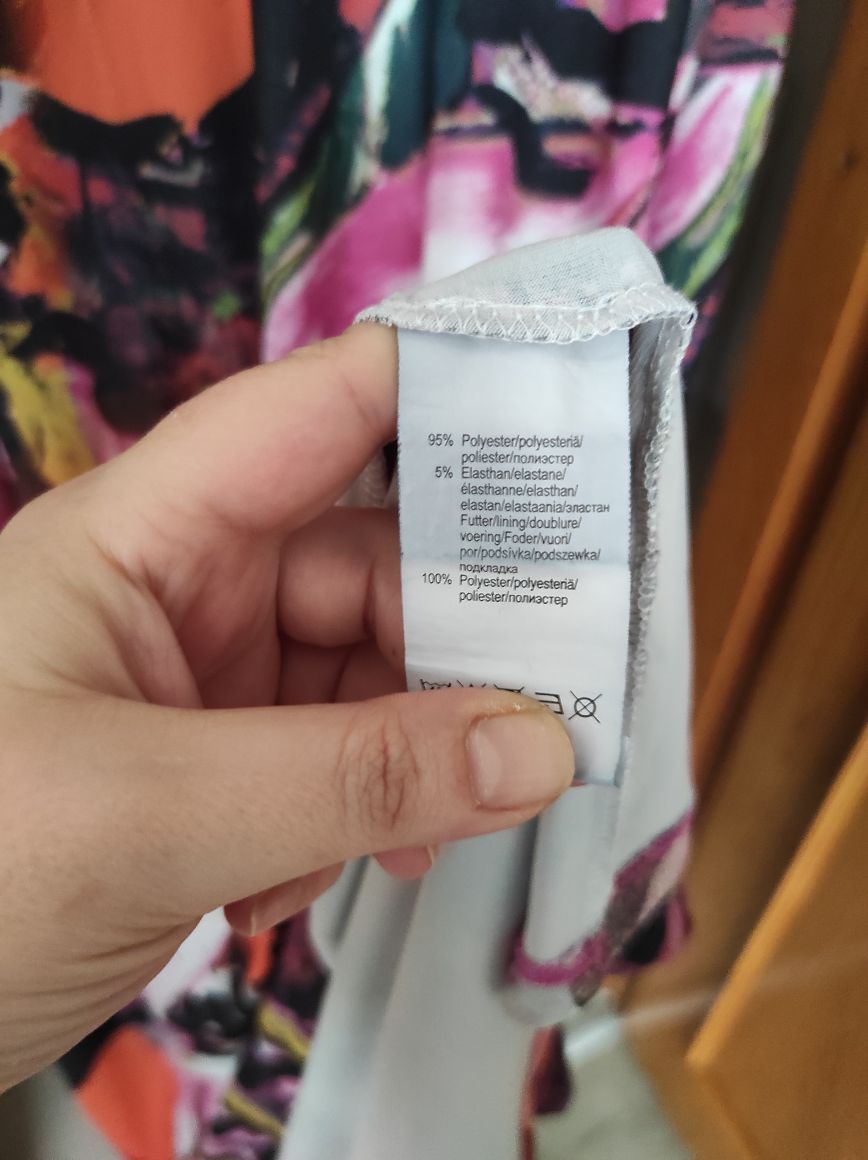 95% Polyester/polyesteriä/
poliester/полиэстер
5% Elasthan/elastane/
élasthanne/elasthan/
elastan/elastaania/эластан
Futter/lining/doublure/
voering/Foder/vuori/
por/podsívka/podszewka/
подкладка
100% Polyester/polyesteriä/
poliester/полиэстер